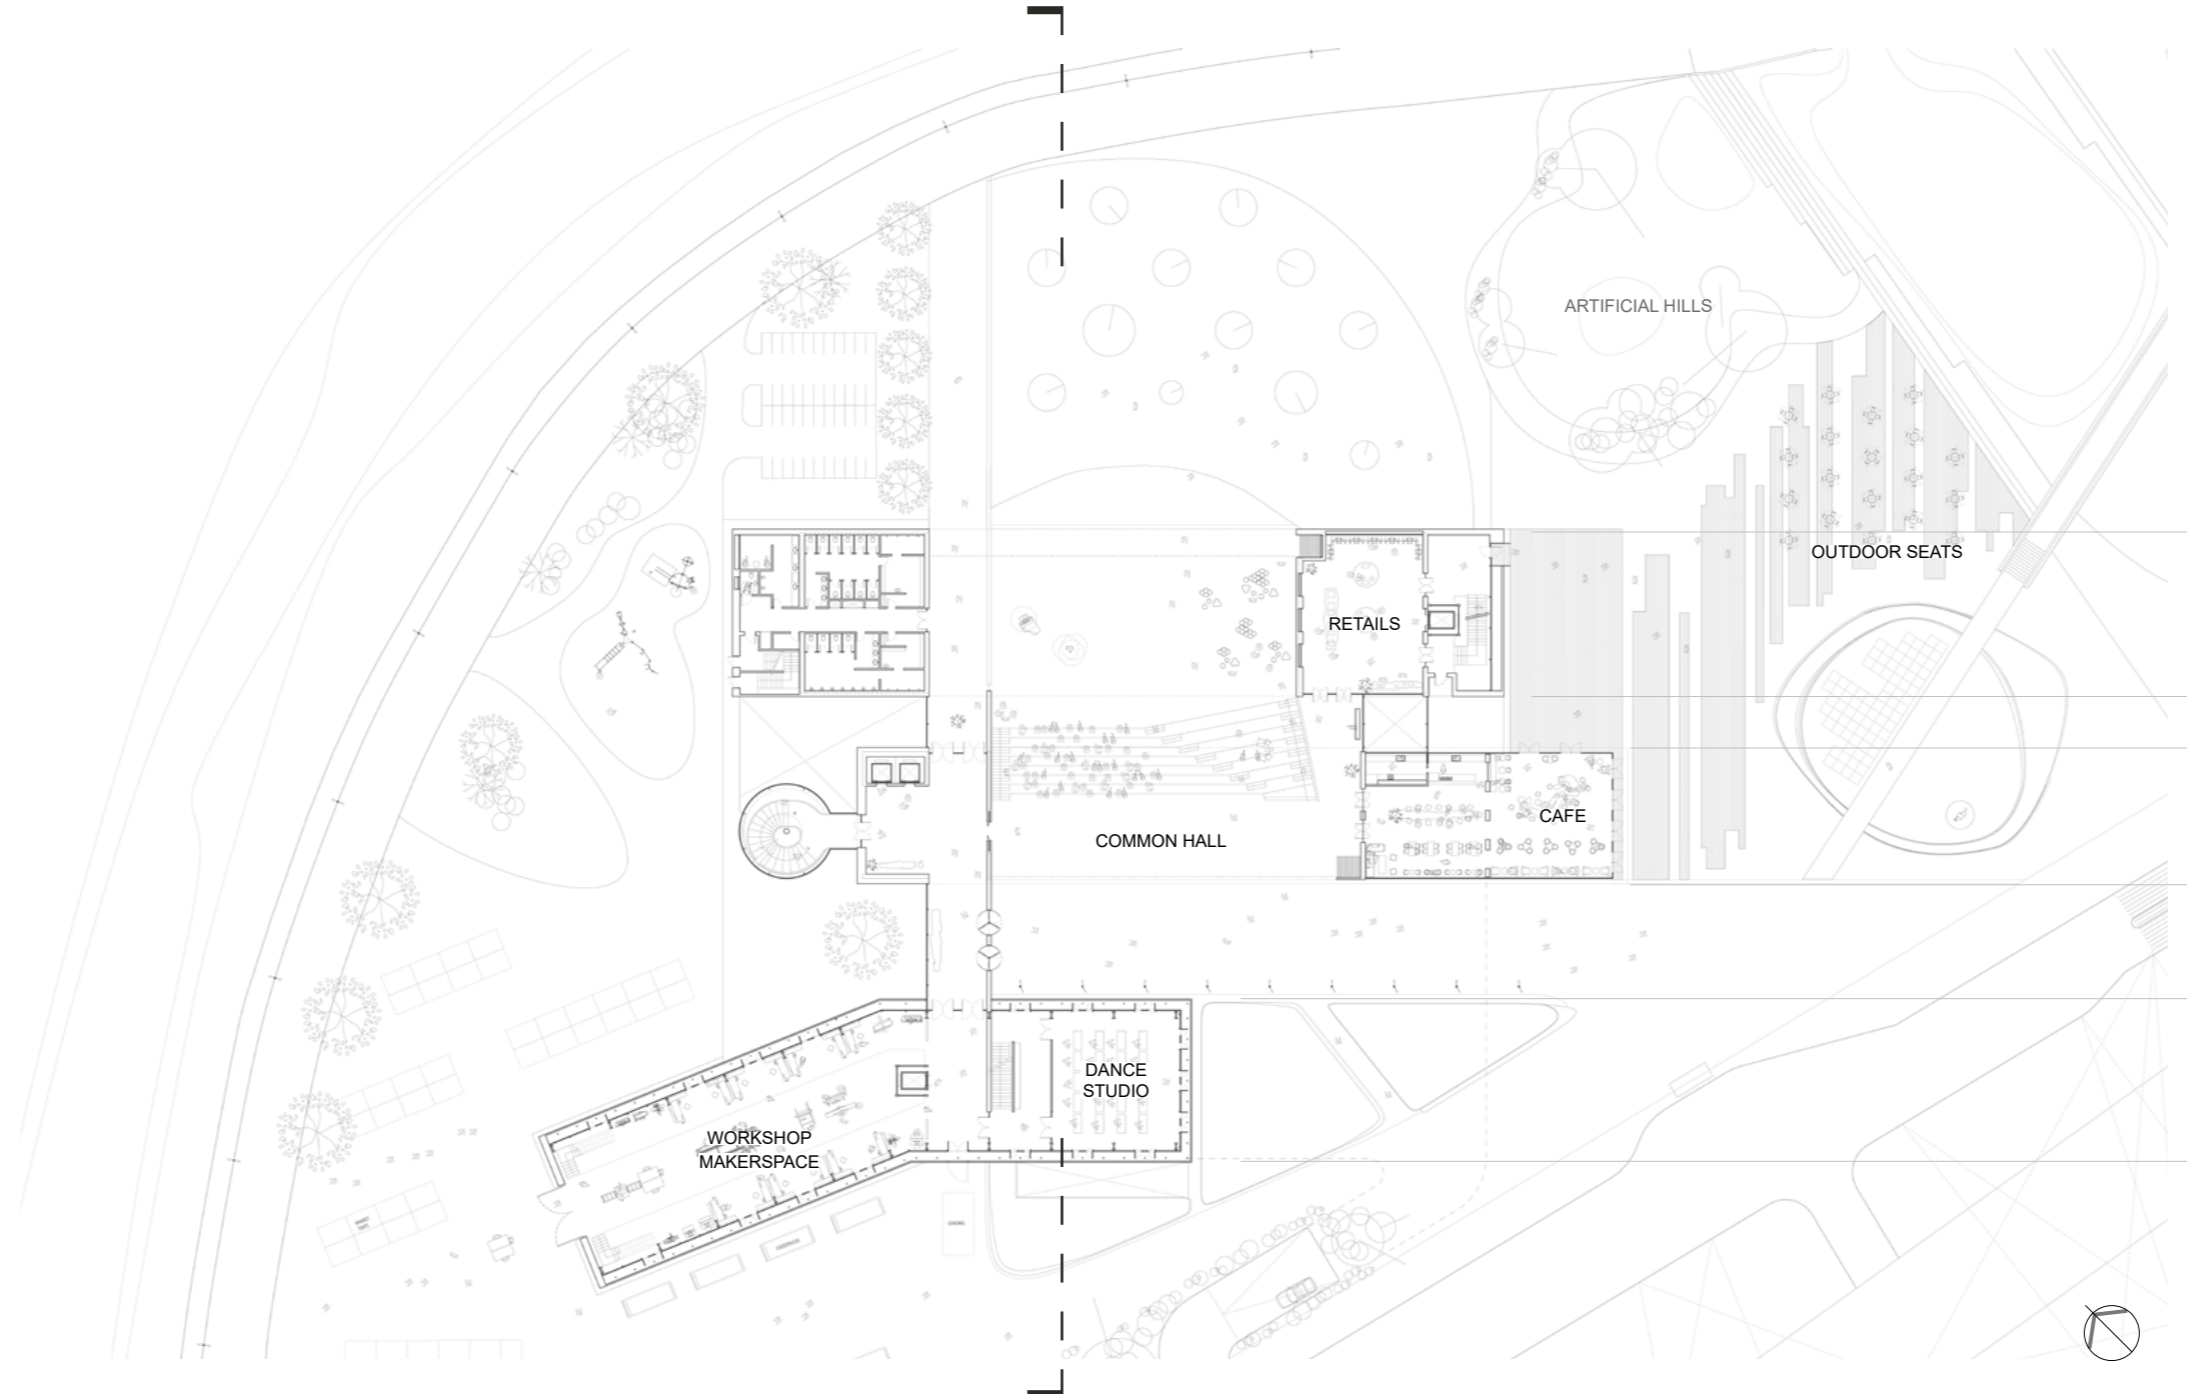 ARTIFICIAL HILLS
OUTDOOR SEATS
RETAILS
CAFE
COMMON HALL
DANCE
STUDIO
WORKSHOP
MAKERSPACE